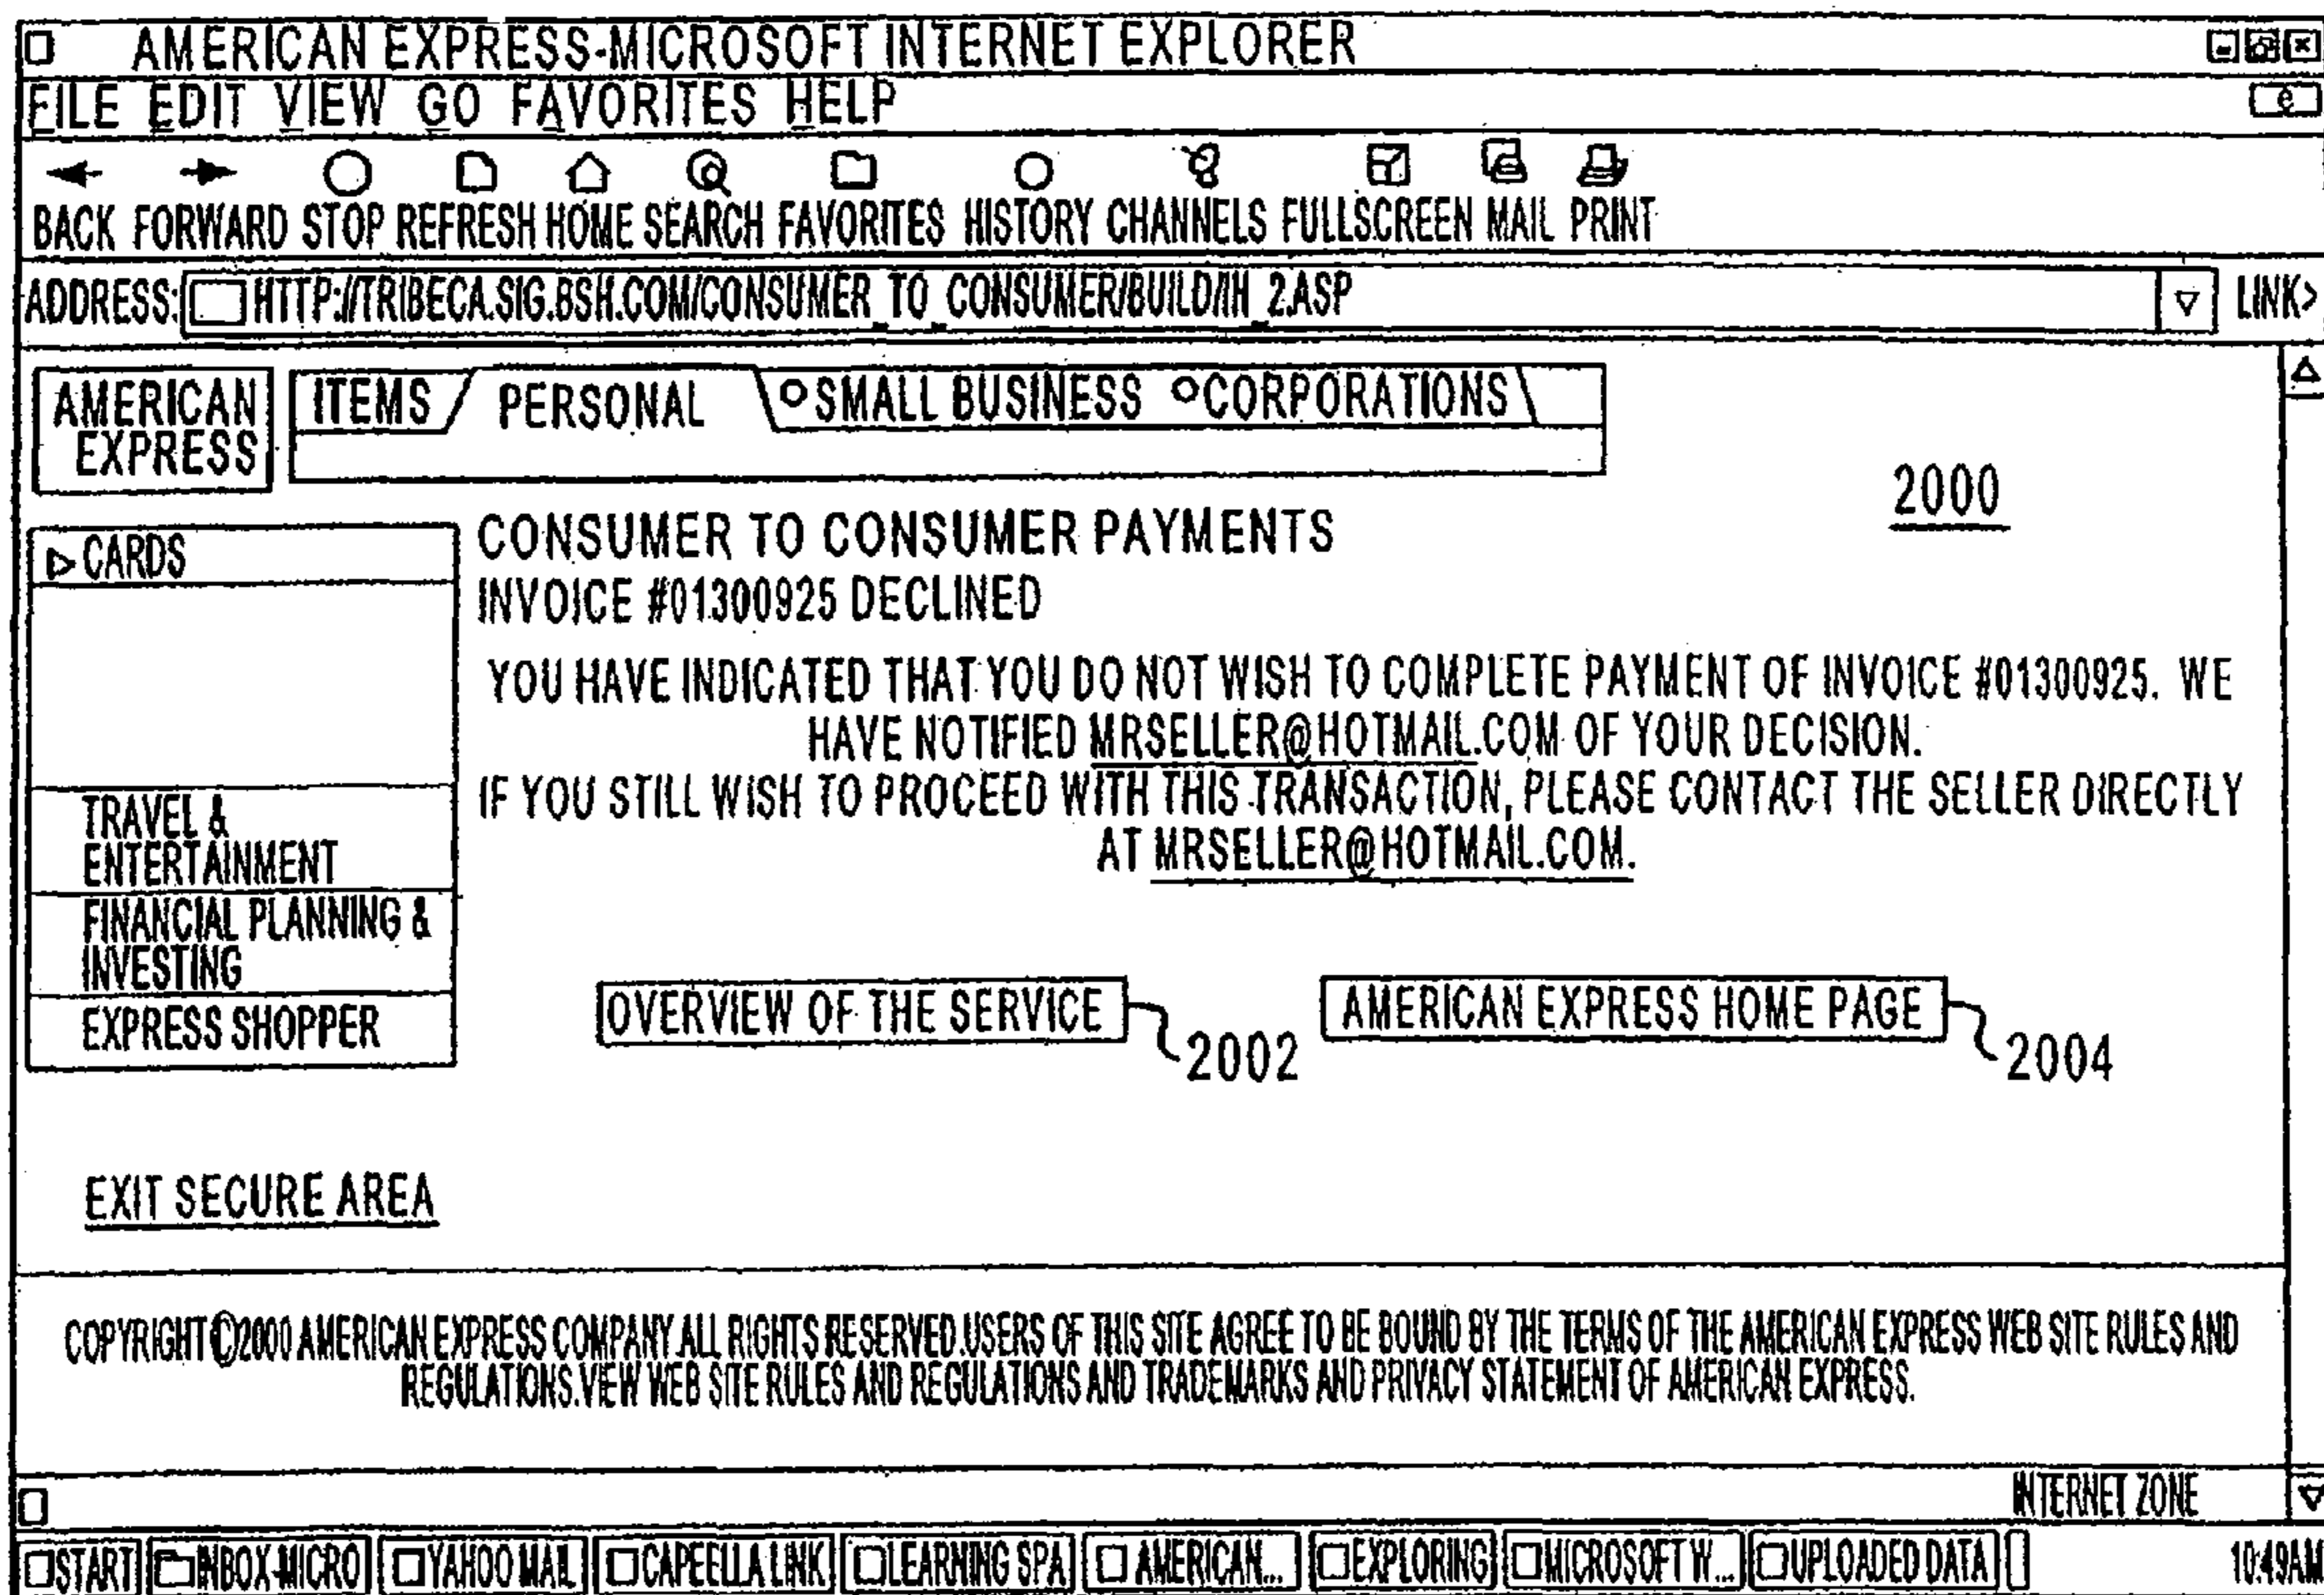 AMERICAN EXPRESS-MICROSOFT INTERNET EXPLORER
FILE EDIT VIEW GO FAVORITES HELP
BACK FORWARD STOP REFRESH HOME SEARCH FAVORITES HISTORY CHANNELS FULLSCREEN MAIL PRINT
ADDRESS: HTTP://TRIBECA.SIG.BSH.COM/CONSUMER_TO_CONSUMER/BUILD/IH_2.ASP LINK>
AMERICAN EXPRESS
ITEMS PERSONAL SMALL BUSINESS CORPORATIONS
2000
CARDS
TRAVEL &
ENTERTAINMENT
FINANCIAL PLANNING &
INVESTING
EXPRESS SHOPPER
CONSUMER TO CONSUMER PAYMENTS
INVOICE #01300925 DECLINED
YOU HAVE INDICATED THAT YOU DO NOT WISH TO COMPLETE PAYMENT OF INVOICE #01300925. WE
HAVE NOTIFIED MRSELLER@HOTMAIL.COM OF YOUR DECISION.
IF YOU STILL WISH TO PROCEED WITH THIS TRANSACTION, PLEASE CONTACT THE SELLER DIRECTLY
AT MRSELLER@HOTMAIL.COM.
OVERVIEW OF THE SERVICE 2002 AMERICAN EXPRESS HOME PAGE 2004
EXIT SECURE AREA
COPYRIGHT ©2000 AMERICAN EXPRESS COMPANY.ALL RIGHTS RESERVED.USERS OF THIS SITE AGREE TO BE BOUND BY THE TERMS OF THE AMERICAN EXPRESS WEB SITE RULES AND
REGULATIONS.VIEW WEB SITE RULES AND REGULATIONS AND TRADEMARKS AND PRIVACY STATEMENT OF AMERICAN EXPRESS.
INTERNET ZONE
START INBOX-MICRO YAHOO MAIL CAPEELLA LINK LEARNING SPA AMERICAN... EXPLORING MICROSOFT W... UPLOADED DATA 10:49AM